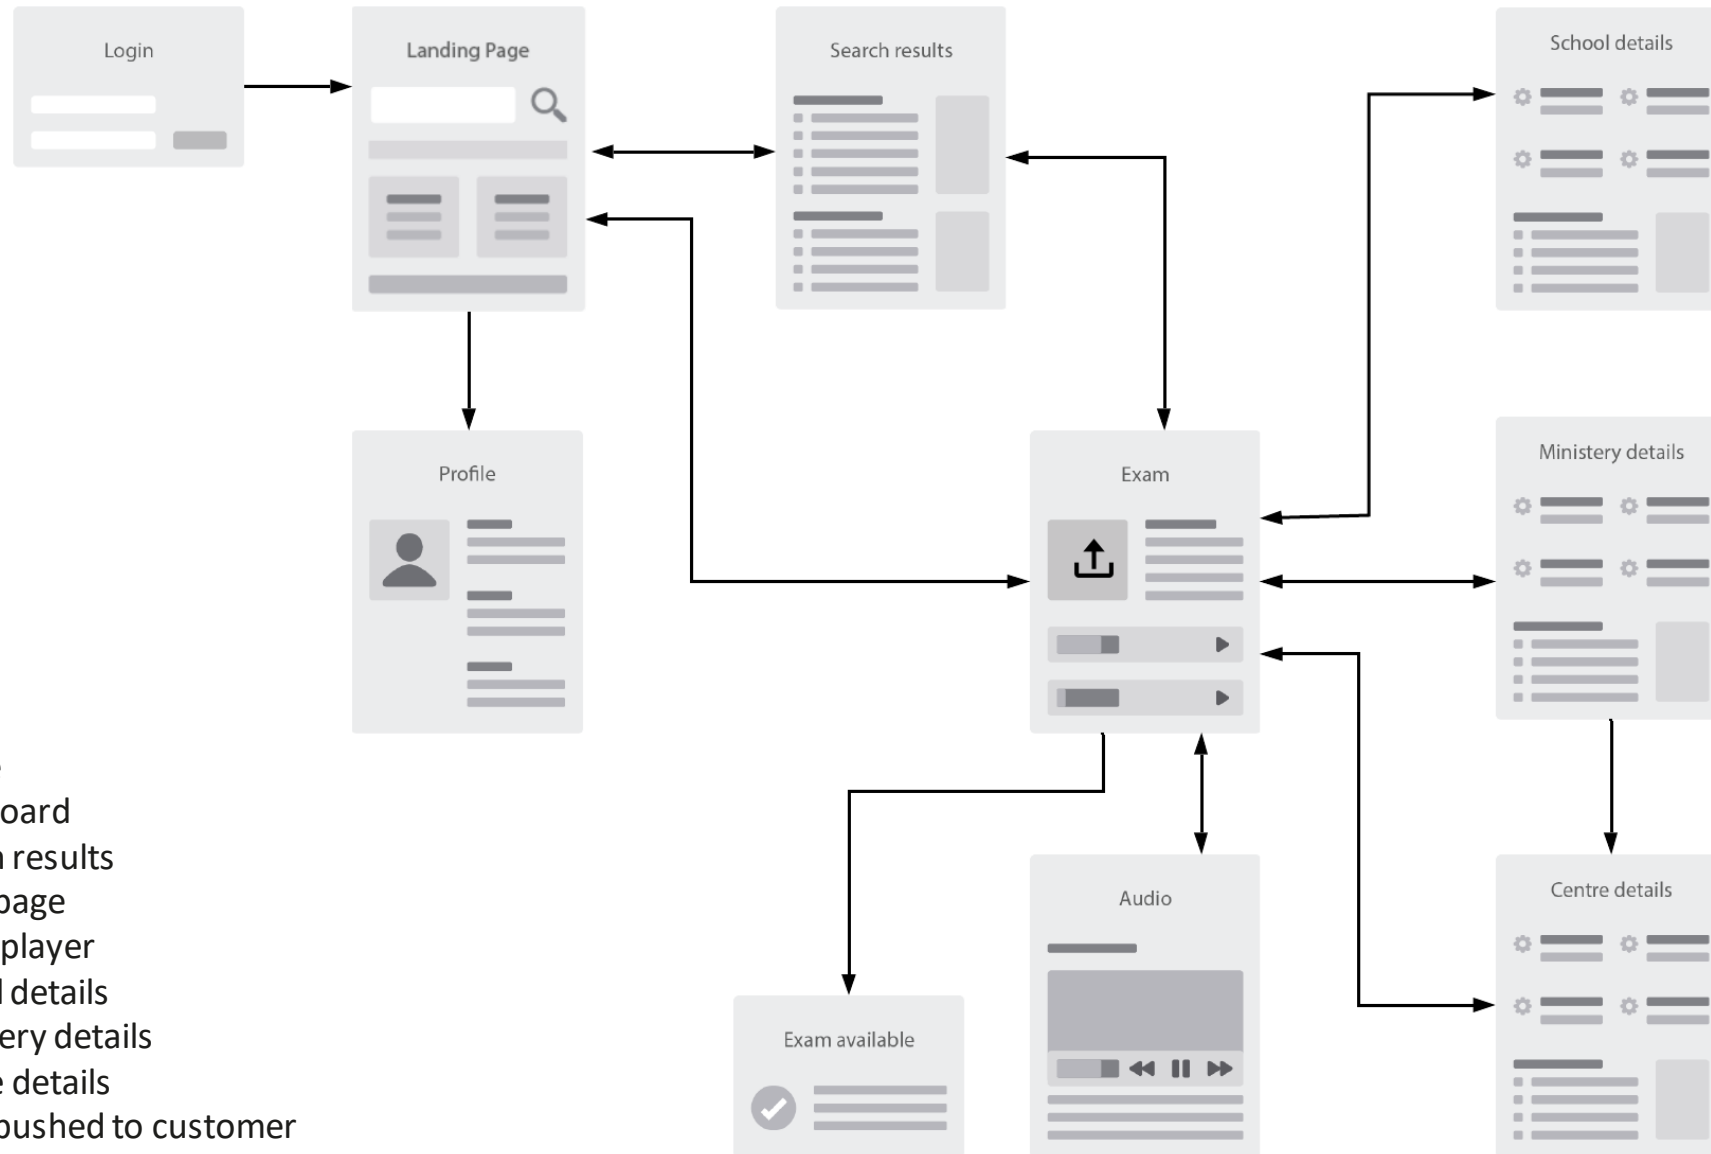 Login
Landing Page
Search results
School details
Profile
Exam
Ministery details
Exam available
Audio
Centre details
oard
results
page
player
details
ery details
details
pushed to customer